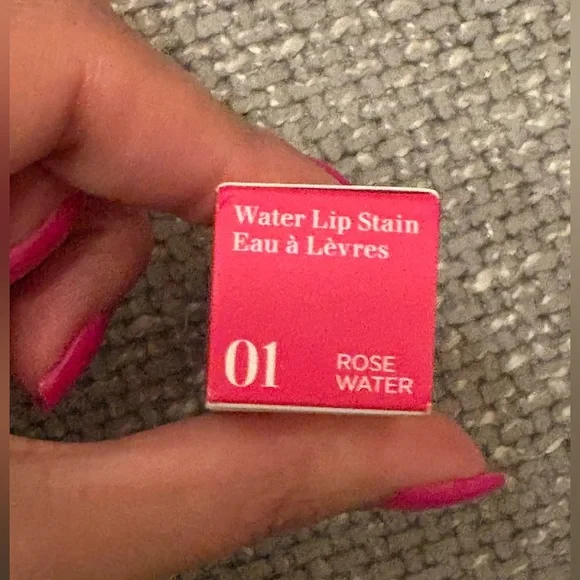 Water Lip Stain
Eau à Lèvres
01
ROSE
WATER